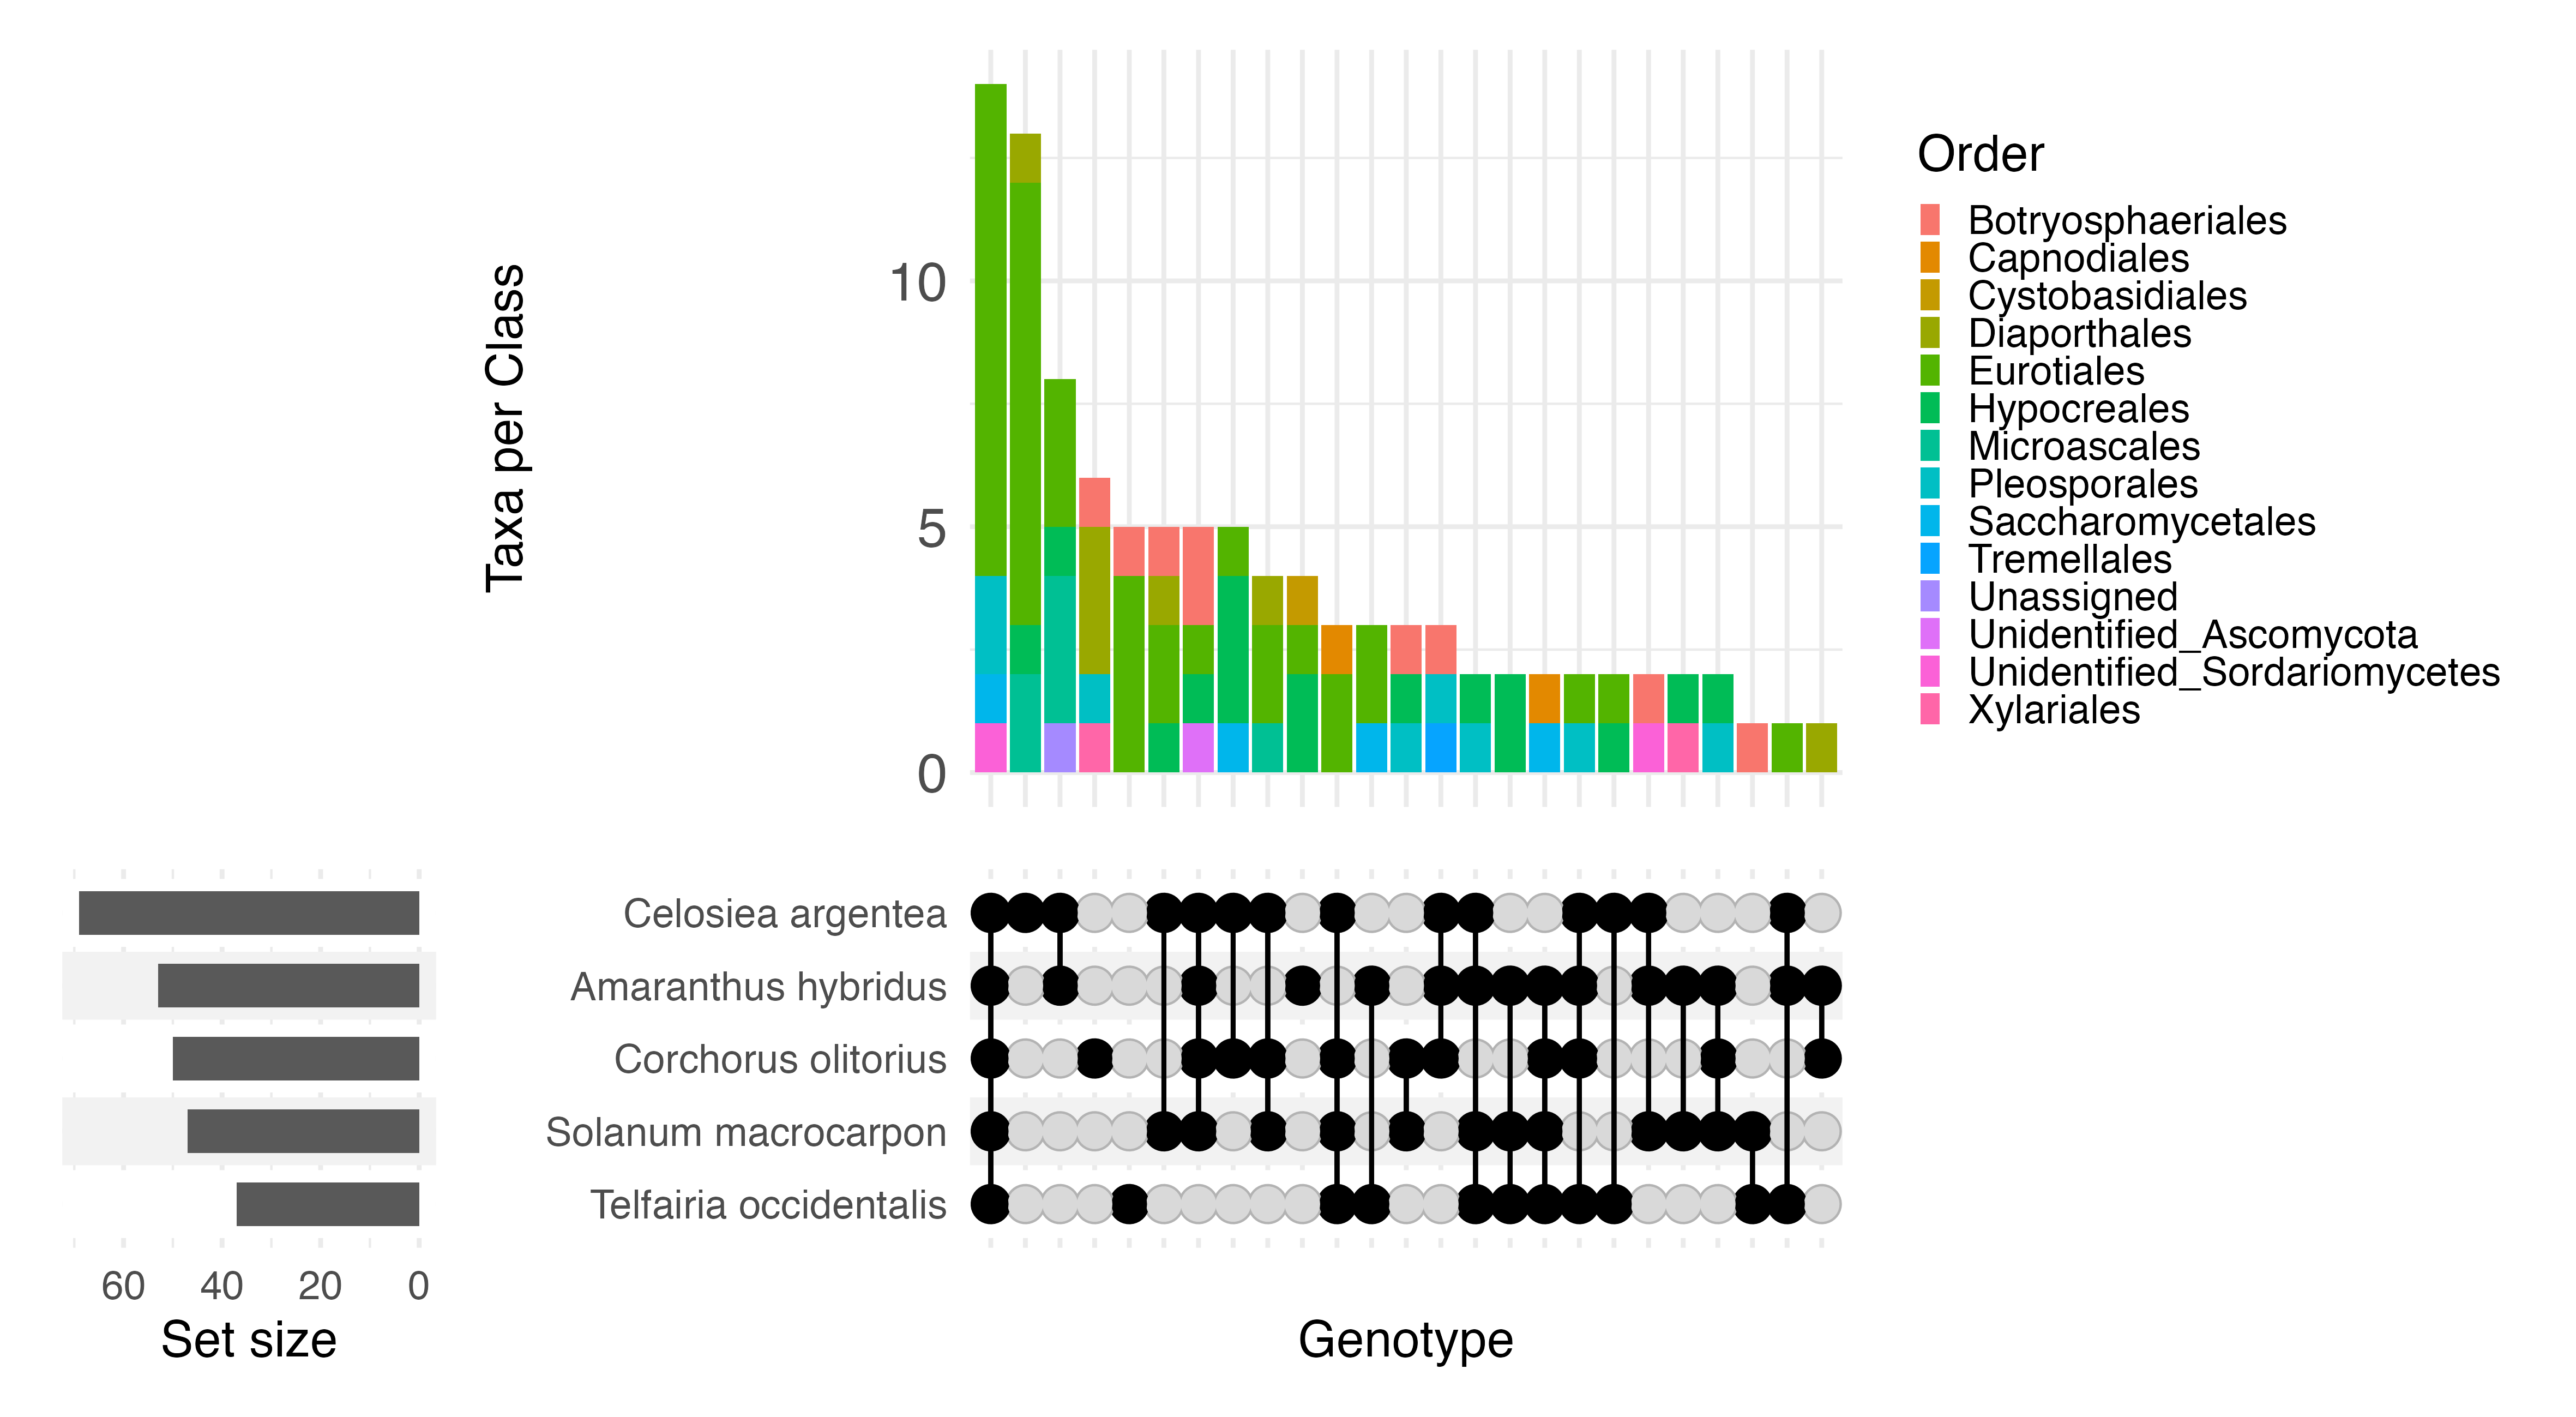 Taxa per Class
10
5
0
Order
Botryosphaeriales
Capnodiales
Cystobasidiales
Diaporthales
Eurotiales
Hypocreales
Microascales
Pleosporales
Saccharomycetales
Tremellales
Unassigned
Unidentified_Ascomycota
Unidentified_Sordariomycetes
Xylariales
Celosiea argentea
Amaranthus hybridus
Corchorus olitorius
Solanum macrocarpon
Telfairia occidentalis
60 40 20 0
Set size
Genotype